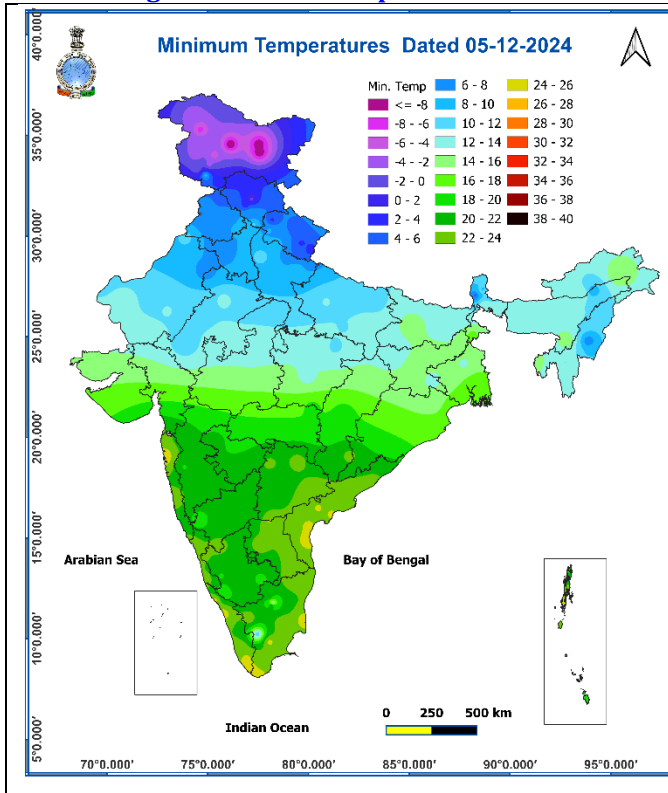 Minimum Temperatures Dated 05-12-2024
Min. Temp
<= -8
-8 - -6
-6 - -4
-4 - -2
-2 - 0
0 - 2
2 - 4
4 - 6
6 - 8
8 - 10
10 - 12
12 - 14
14 - 16
16 - 18
18 - 20
20 - 22
22 - 24
24 - 26
26 - 28
28 - 30
30 - 32
32 - 34
34 - 36
36 - 38
38 - 40
40°0.000'
35°0.000'
30°0.000'
25°0.000'
20°0.000'
15°0.000'
10°0.000'
5°0.000'
Arabian Sea
Bay of Bengal
Indian Ocean
0 250 500 km
70°0.000' 75°0.000' 80°0.000' 85°0.000' 90°0.000' 95°0.000'